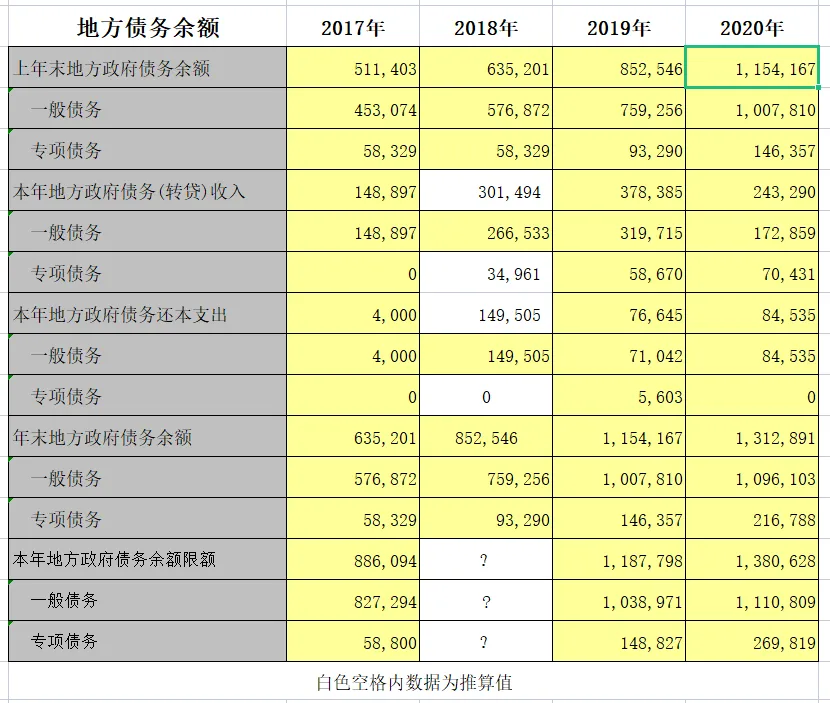 地方债务余额 2017年 2018年 2019年 2020年
上年末地方政府债务余额 511,403 635,201 852,546 1,154,167
一般债务 453,074 576,872 759,256 1,007,810
专项债务 58,329 58,329 93,290 146,357
本年地方政府债务(转贷)收入 148,897 301,494 378,385 243,290
一般债务 148,897 266,533 319,715 172,859
专项债务 0 34,961 58,670 70,431
本年地方政府债务还本支出 4,000 149,505 76,645 84,535
一般债务 4,000 149,505 71,042 84,535
专项债务 0 0 5,603 0
年末地方政府债务余额 635,201 852,546 1,154,167 1,312,891
一般债务 576,872 759,256 1,007,810 1,096,103
专项债务 58,329 93,290 146,357 216,788
本年地方政府债务余额限额 886,094 ? 1,187,798 1,380,628
一般债务 827,294 ? 1,038,971 1,110,809
专项债务 58,800 ? 148,827 269,819
白色空格内数据为推算值